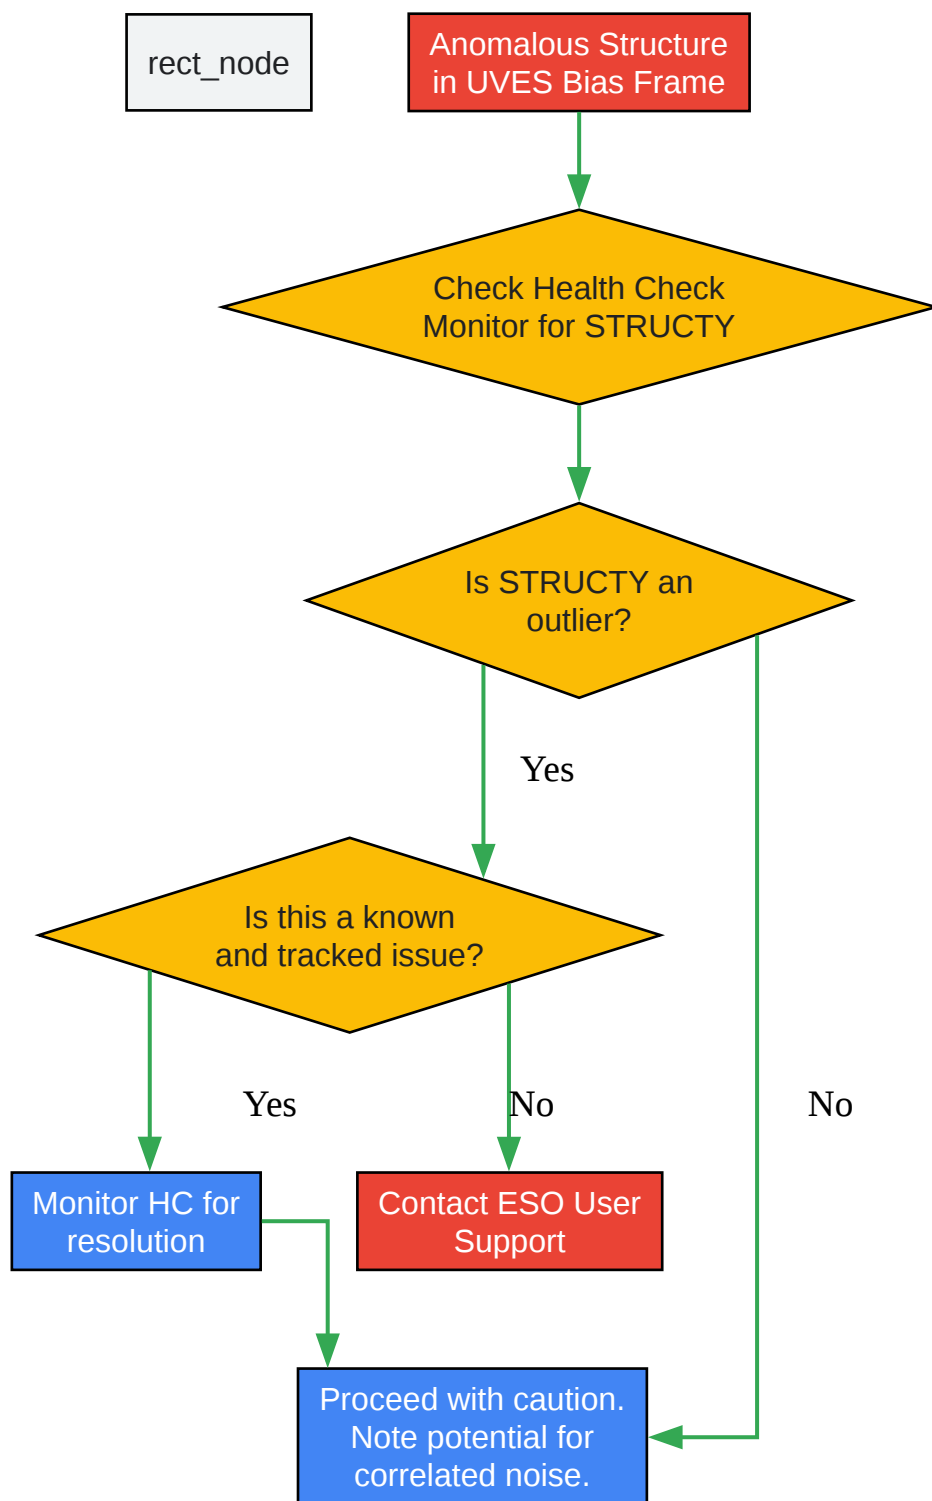 rect_node
Anomalous Structure
in UVES Bias Frame
Check Health Check
Monitor for STRUCTY
Is STRUCTY an
outlier?
Yes
Is this a known
and tracked issue?
Yes
No
No
Monitor HC for
resolution
Contact ESO User
Support
Proceed with caution.
Note potential for
correlated noise.